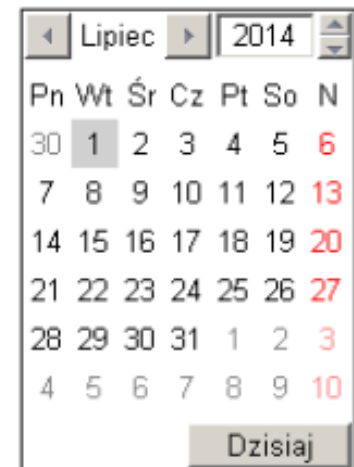 Lipiec 2014
Pn Wt Śr Cz Pt So N
30 1 2 3 4 5 6
7 8 9 10 11 12 13
14 15 16 17 18 19 20
21 22 23 24 25 26 27
28 29 30 31 1 2 3
4 5 6 7 8 9 10
Dzisiaj